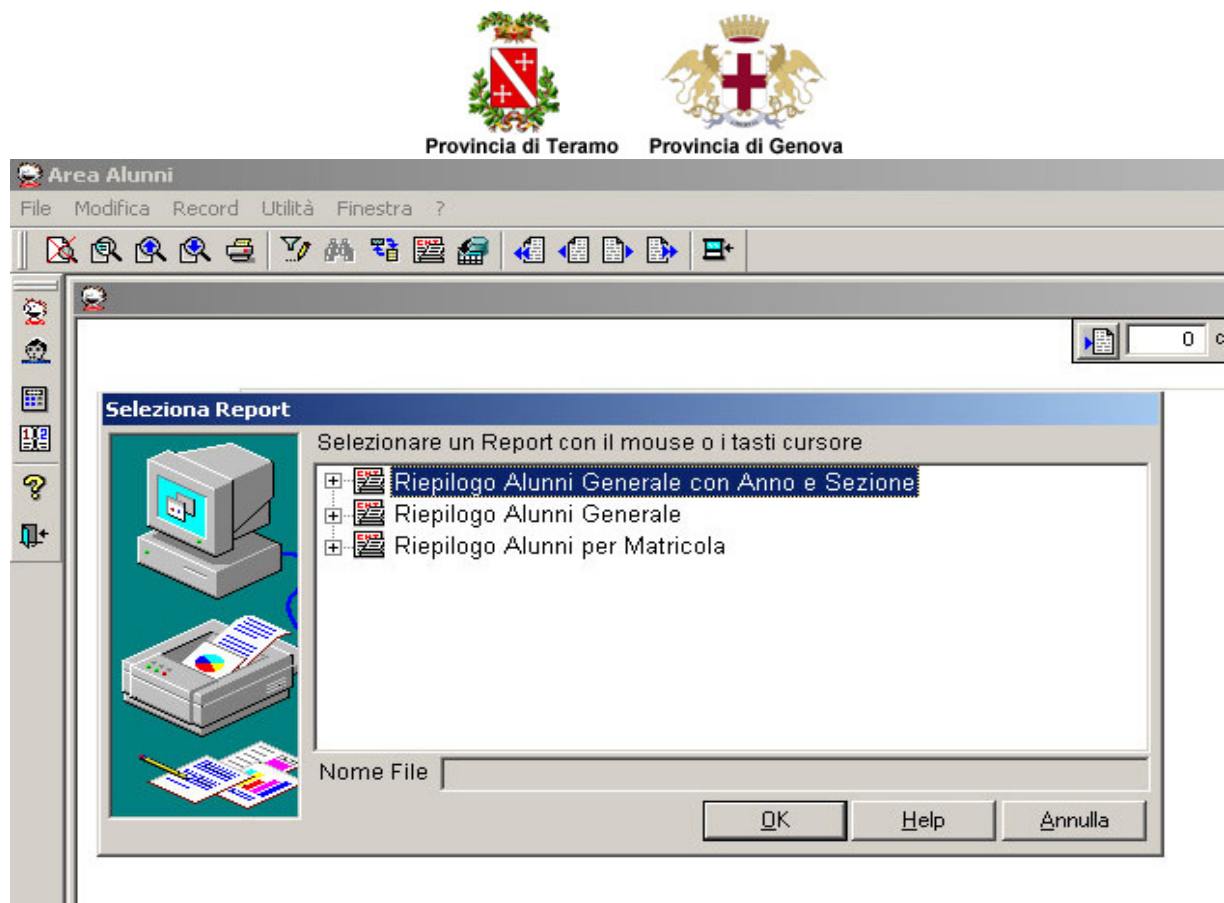 Provincia di Teramo Provincia di Genova
Area Alunni
File Modifica Record Utilità Finestra ?
0
Seleziona Report
Selezionare un Report con il mouse o i tasti cursore
Riepilogo Alunni Generale con Anno e Sezione
Riepilogo Alunni Generale
Riepilogo Alunni per Matricola
Nome File
OK Help Annulla